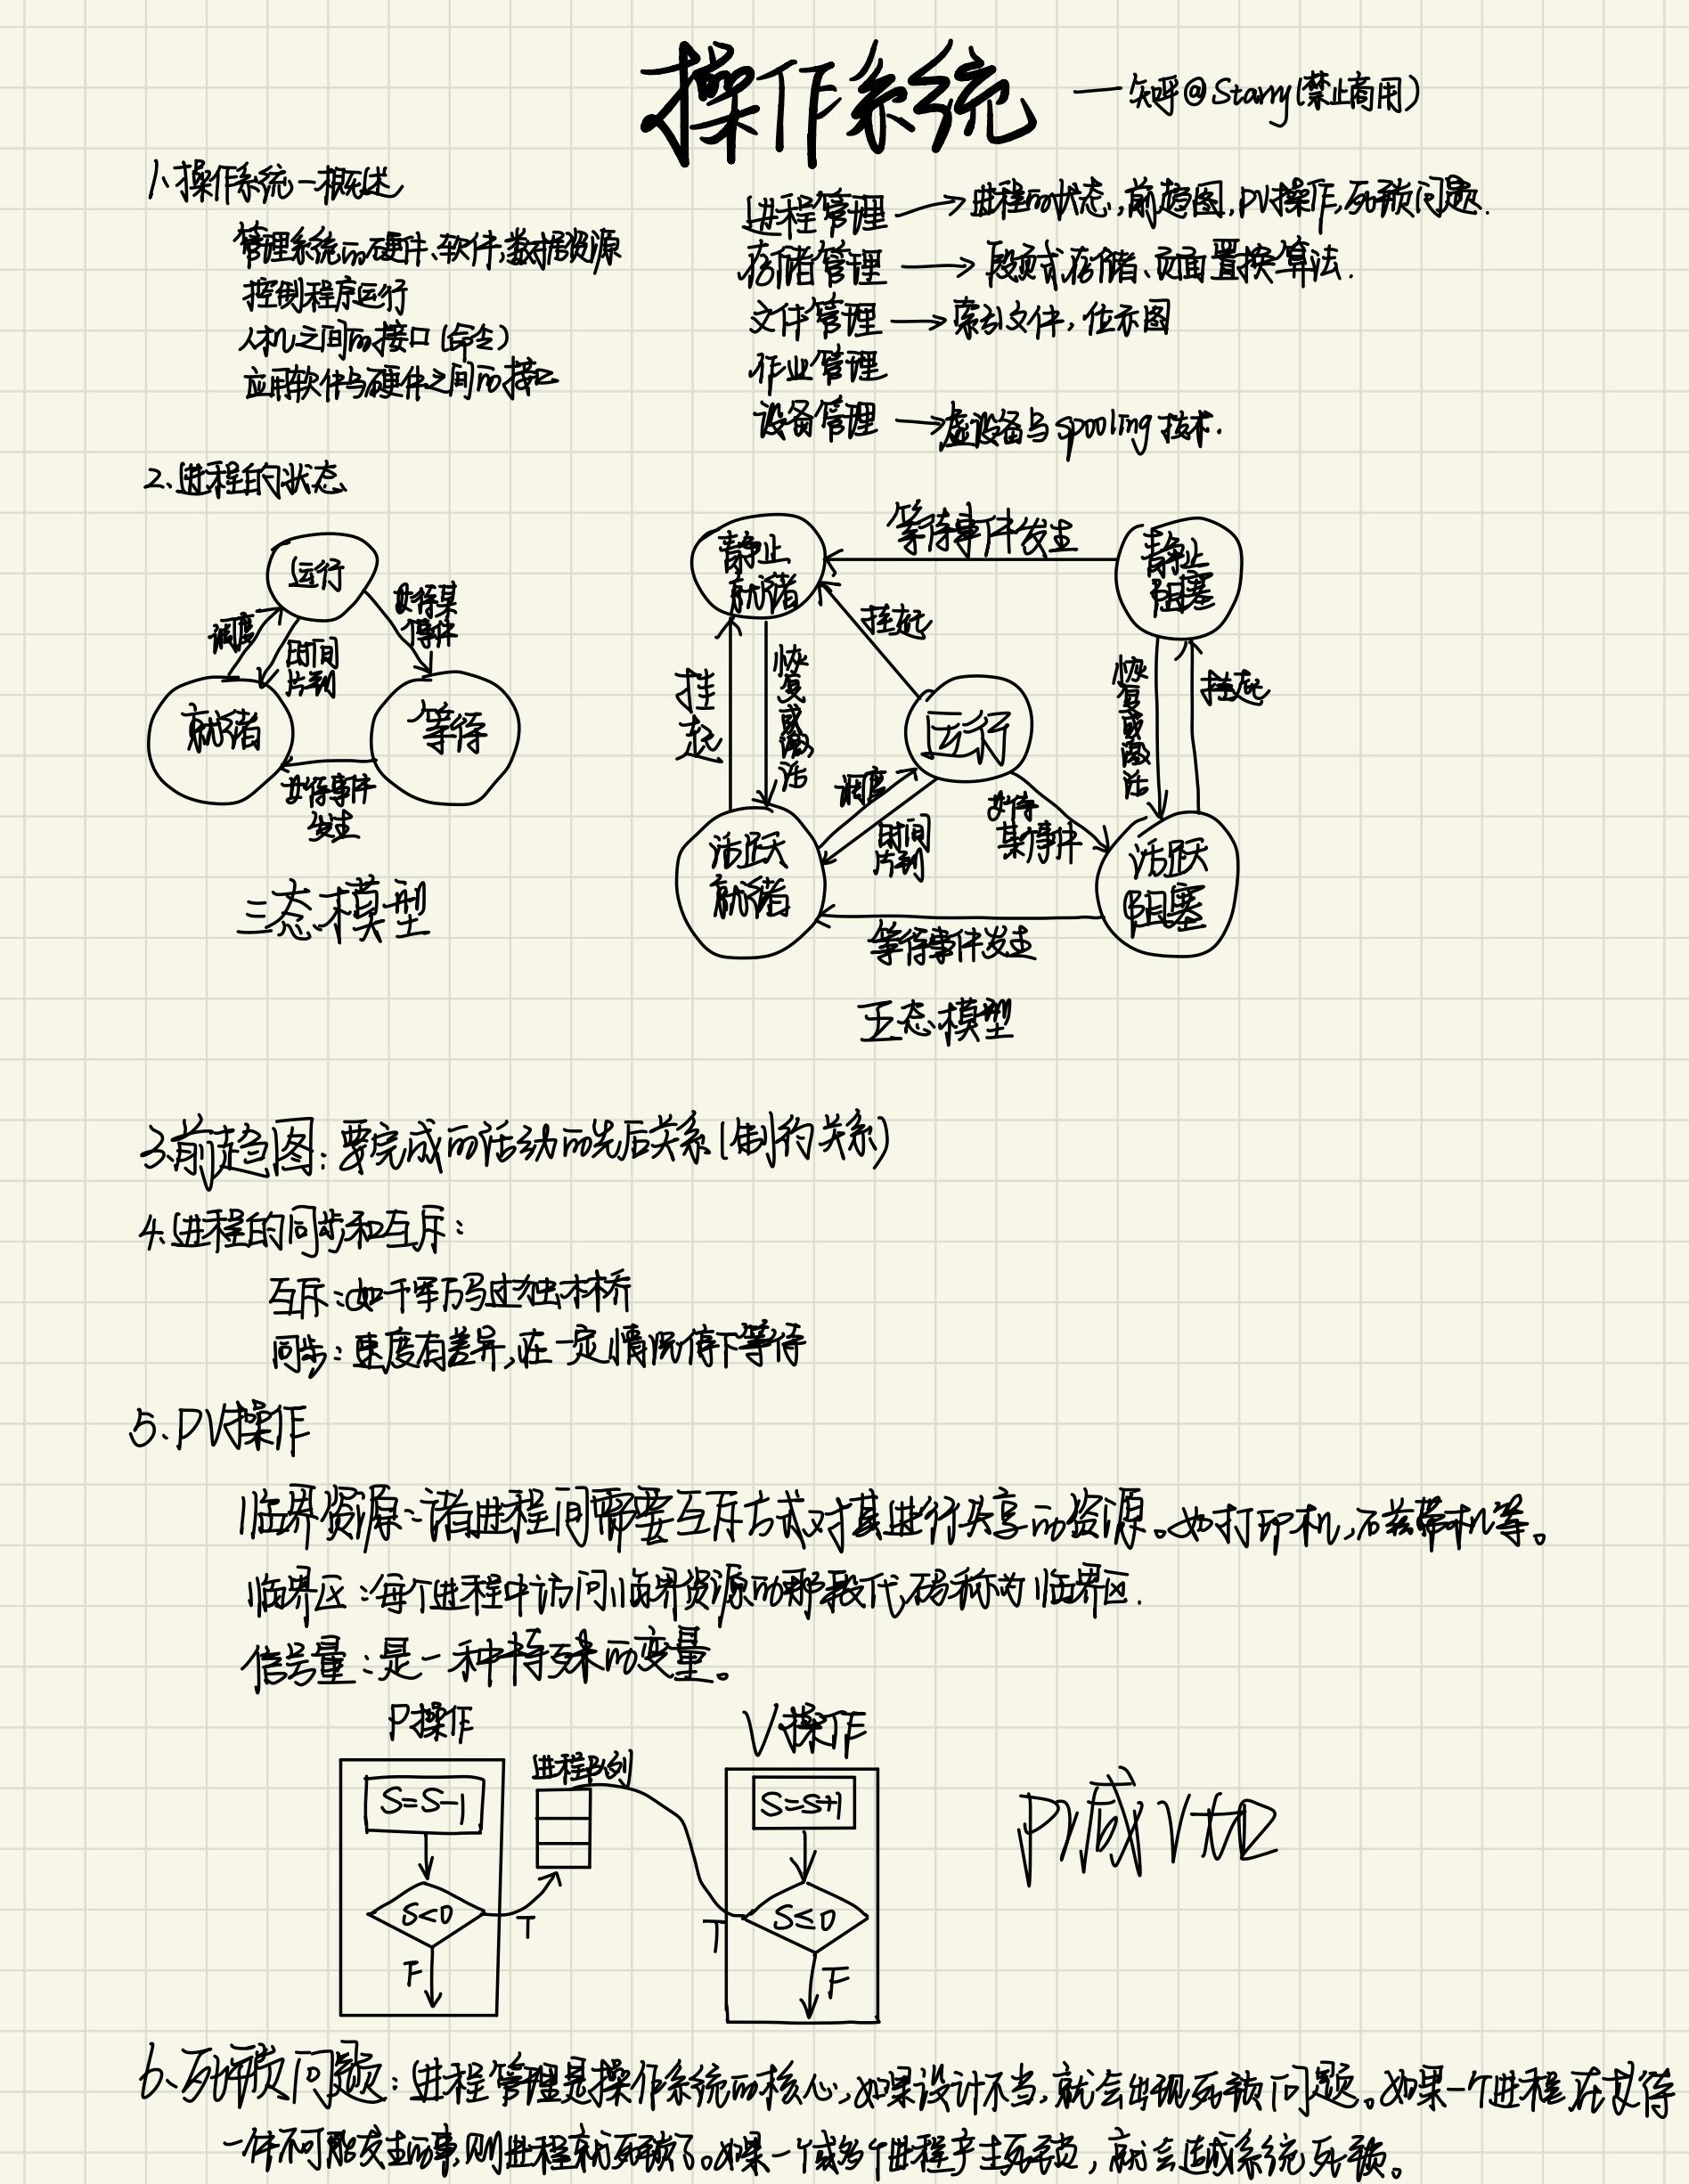 操作系统
—知乎@Starry(禁止商用)
1.操作系统—概述
管理系统的硬件、软件、数据资源
控制程序运行
人机之间的接口(命令)
应用软件与硬件之间的接口
进程管理→进程的状态,前趋图,PV操作,死锁问题.
存储管理→段页式存储、页面置换算法.
文件管理→索引文件,位示图
作业管理
设备管理→虚设备与spooling技术.
2.进程的状态
运行
调度
时间
片到
等待某
事件
就绪
等待
等待事件
发生
三态模型
静止
就绪
等待事件发生
静止
阻塞
挂起
挂起
恢复或激活
运行
恢复或激活
挂起
调度
时间
片到
等待
某事件
活跃
就绪
活跃
阻塞
等待事件发生
五态模型
3.前趋图:要完成的活动的先后关系(制约关系)
4.进程的同步和互斥:
互斥:如千军万马过独木桥
同步:速度有差异,在一定情况停下等待
5.PV操作
临界资源:诸进程间需要互斥方式对其进行共享的资源。如打印机,磁带机等。
临界区:每个进程中访问临界资源的那段代码称为临界区.
信号量:是一种特殊的变量。
P操作
进程队列
V操作
S=S-1
S=S+1
P减V加
S<0
T
T
S≤0
F
F
6.死锁问题:进程管理是操作系统的核心,如果设计不当,就会出现死锁问题。如果一个进程在等待
一件不可能发生的事,则进程就死锁了。如果一个或多个进程产生死锁,就会造成系统死锁。